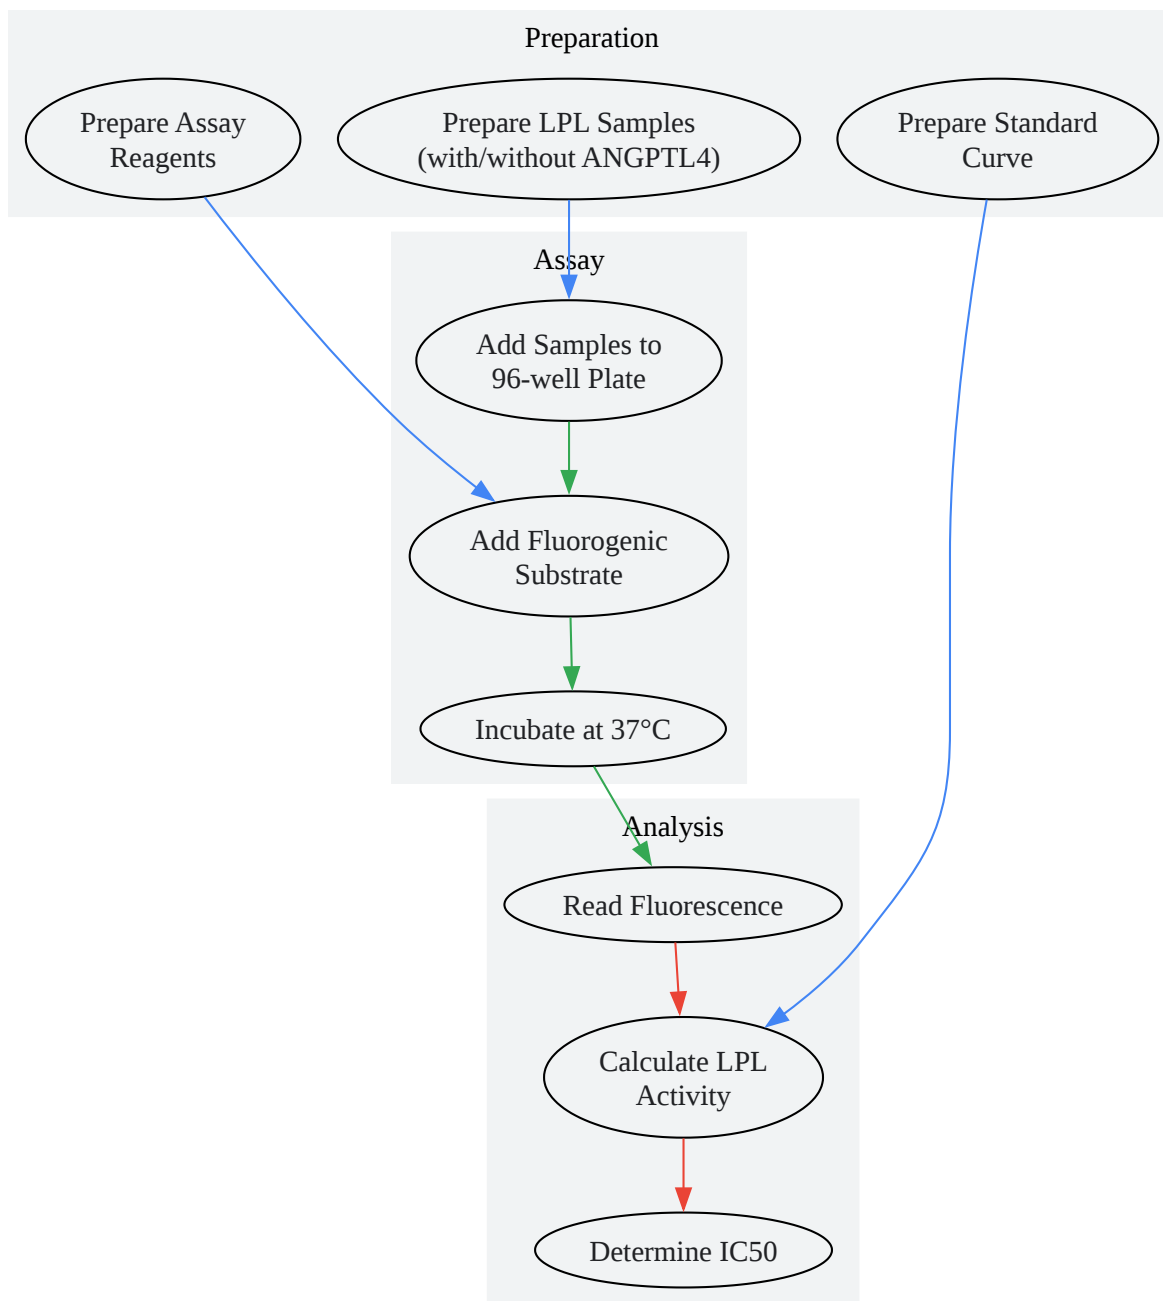 Preparation
Prepare Assay
Reagents
Prepare LPL Samples
(with/without ANGPTL4)
Prepare Standard
Curve
Assay
Add Samples to
96-well Plate
Add Fluorogenic
Substrate
Incubate at 37°C
Analysis
Read Fluorescence
Calculate LPL
Activity
Determine IC50